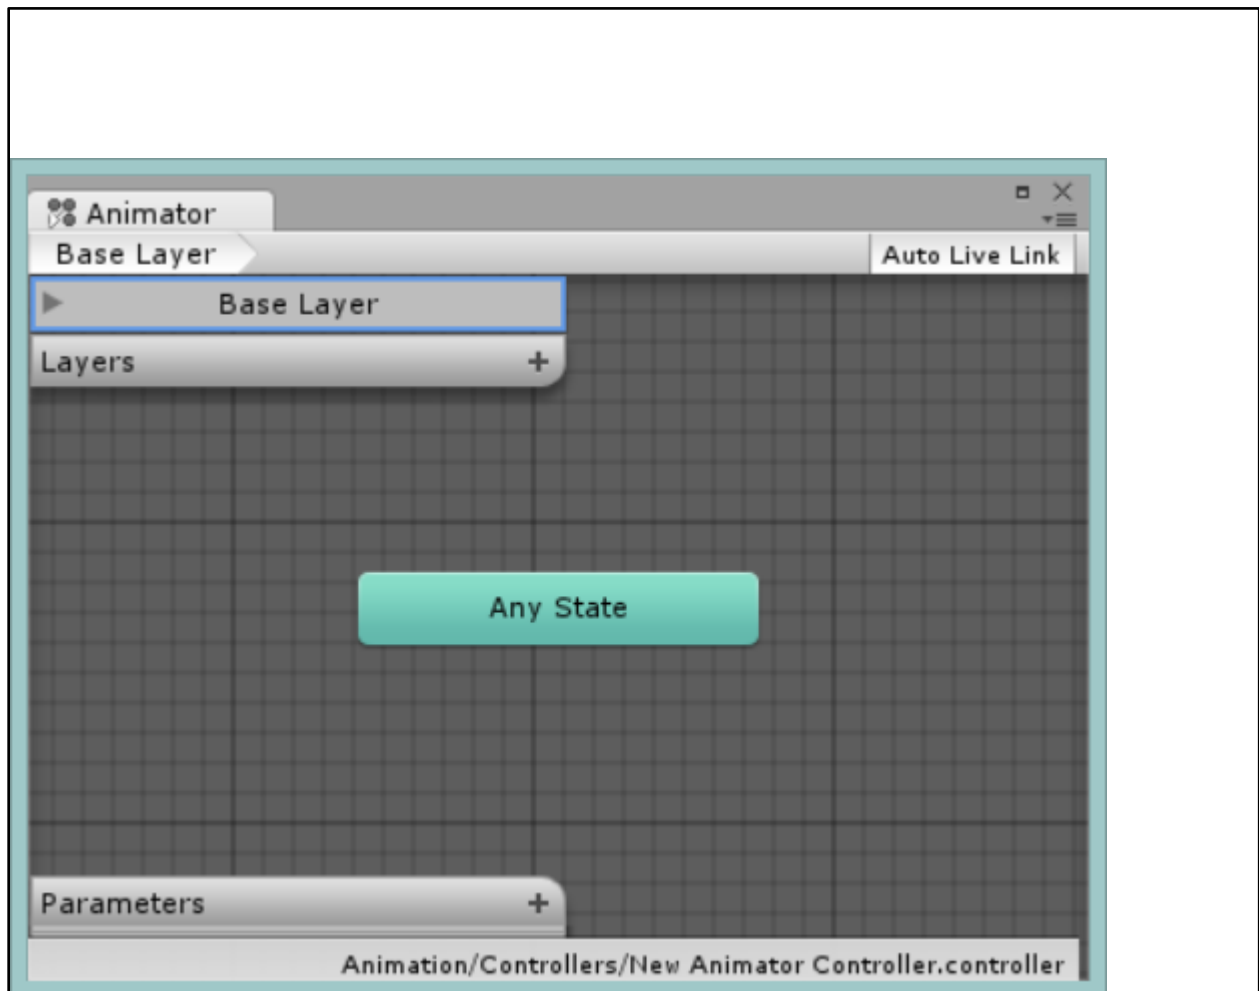 Animator
Base Layer
Auto Live Link
Base Layer
Layers +
Any State
Parameters +
Animation/Controllers/New Animator Controller.controller